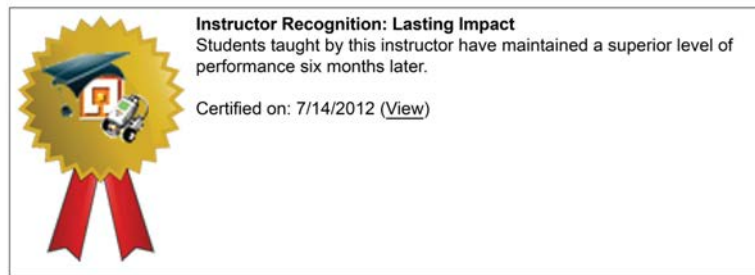 Instructor Recognition: Lasting Impact
Students taught by this instructor have maintained a superior level of
performance six months later.
Certified on: 7/14/2012 (View)